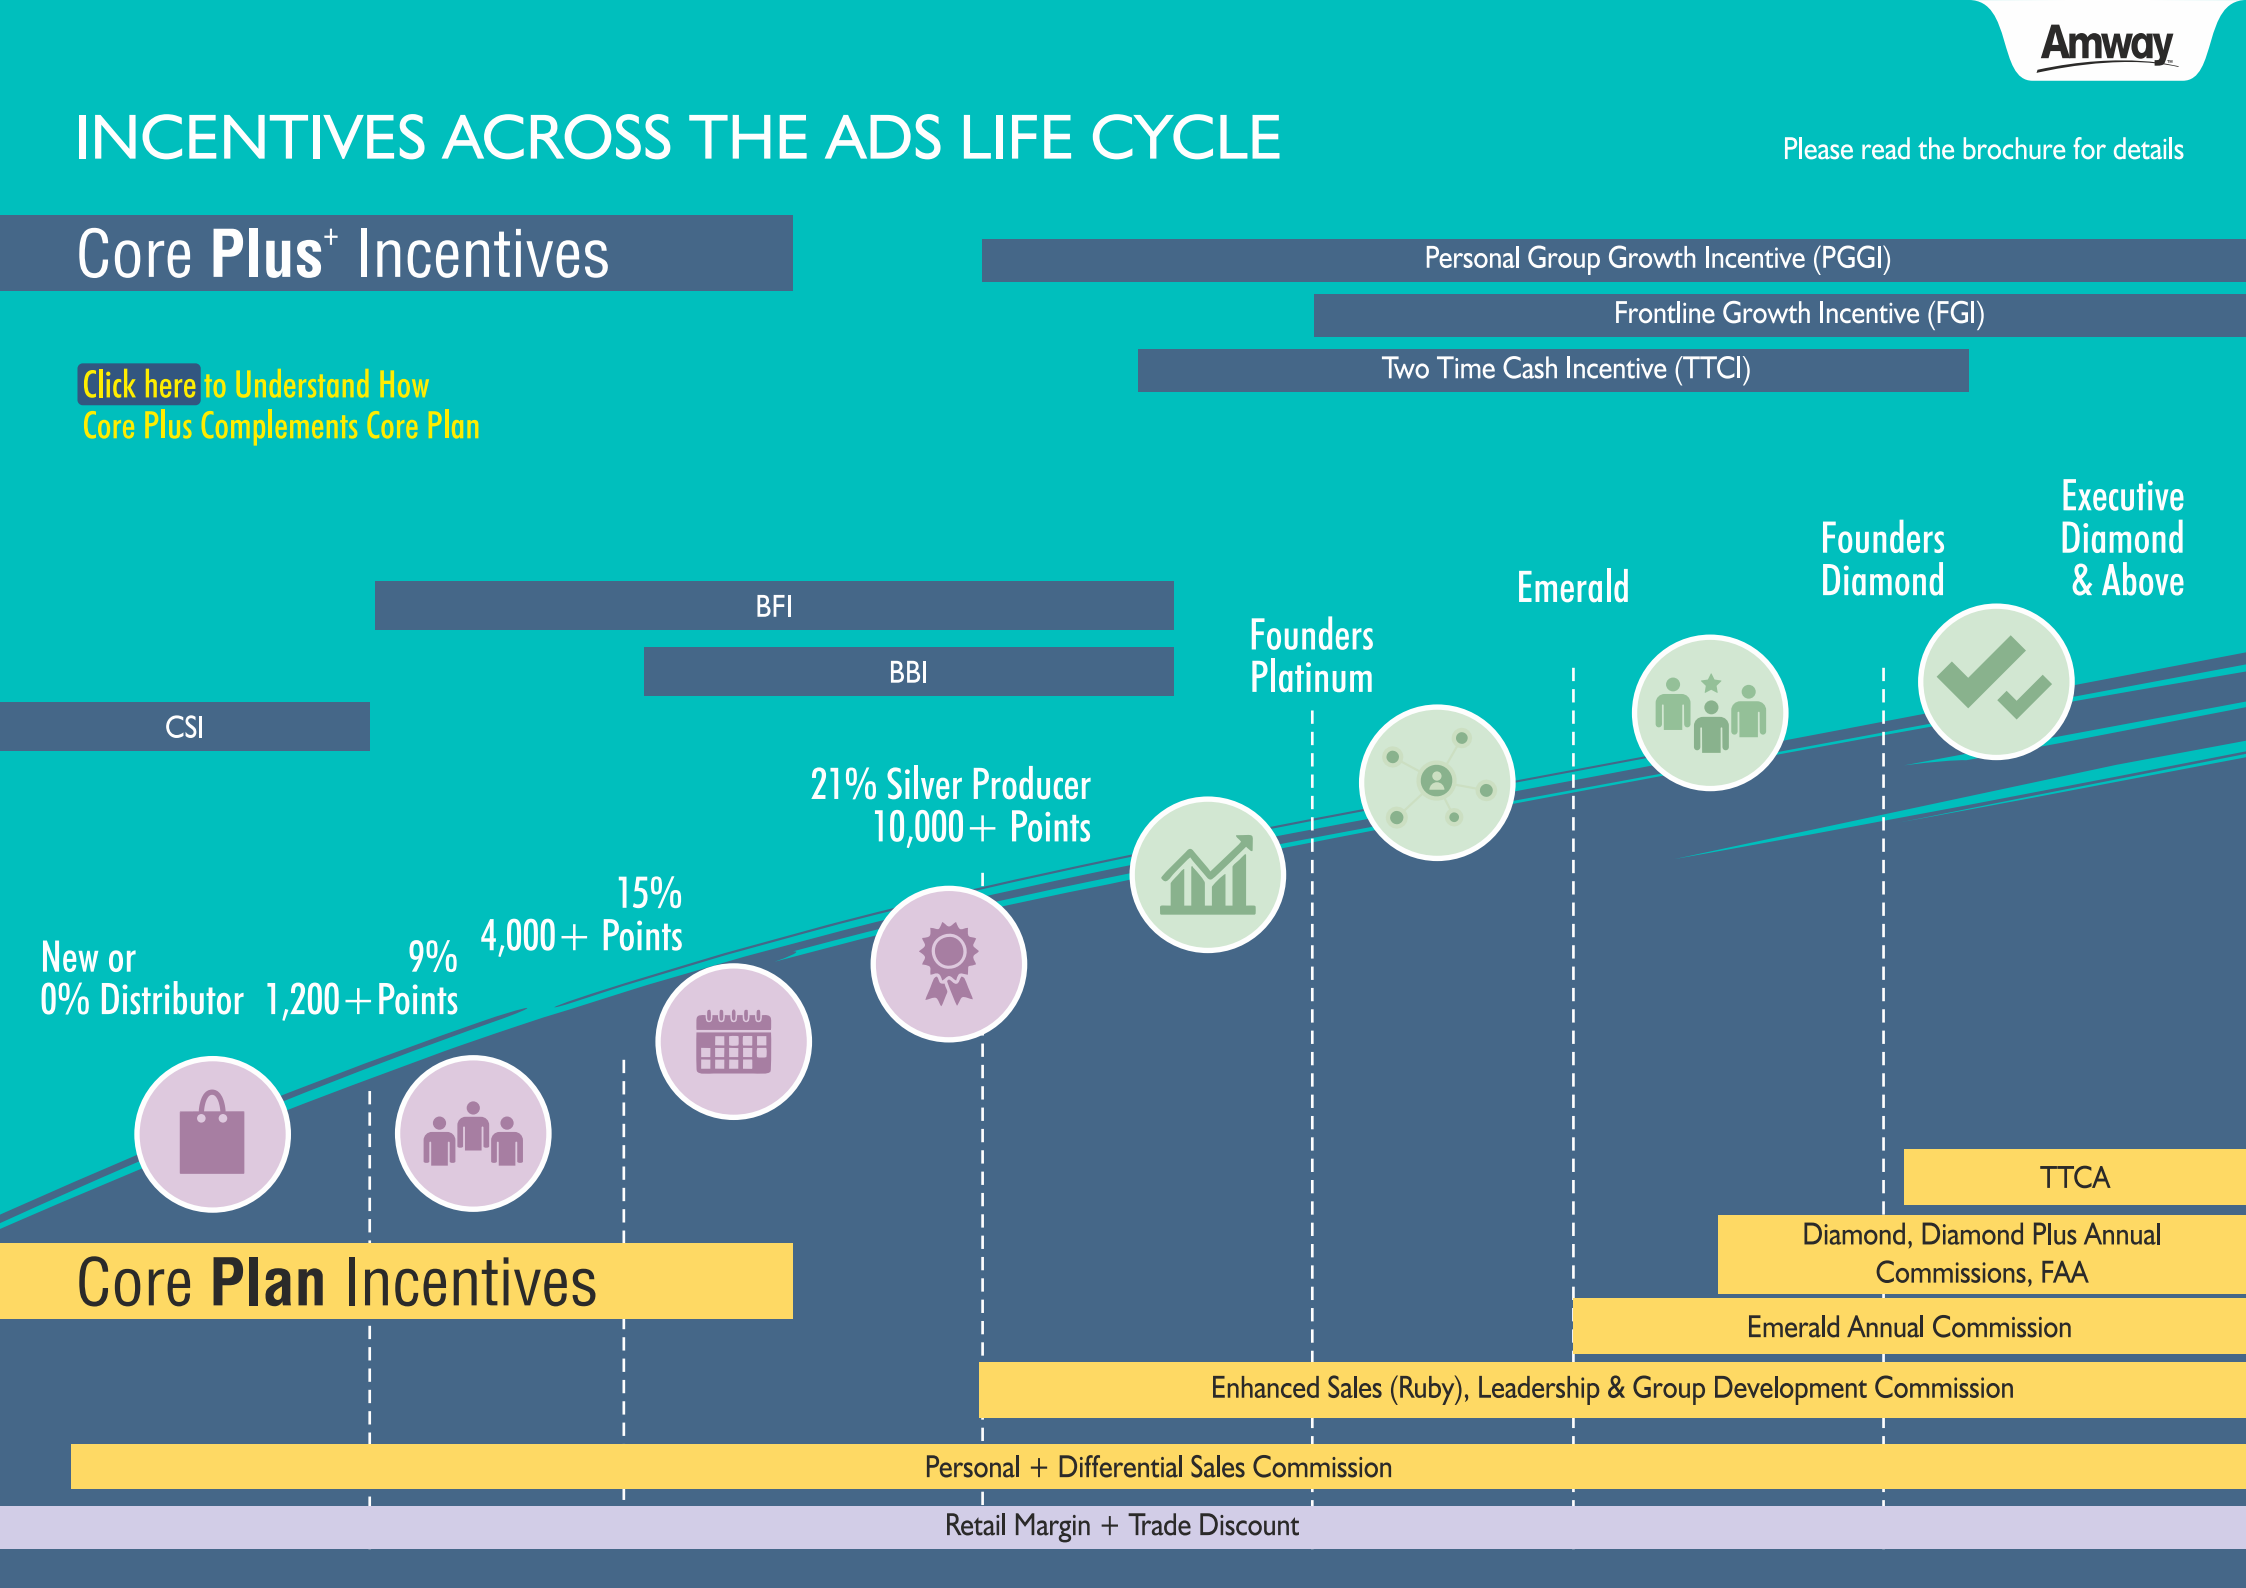 Amway
INCENTIVES ACROSS THE ADS LIFE CYCLE
Please read the brochure for details
Core Plus+ Incentives
Personal Group Growth Incentive (PGGI)
Frontline Growth Incentive (FGI)
Two Time Cash Incentive (TTCI)
Click here to Understand How
Core Plus Complements Core Plan
Executive
Diamond
& Above
Founders
Diamond
Emerald
Founders
Platinum
BFI
BBI
CSI
21% Silver Producer
10,000+ Points
15%
4,000+ Points
9%
1,200+Points
New or
0% Distributor
Core Plan Incentives
TTCA
Diamond, Diamond Plus Annual
Commissions, FAA
Emerald Annual Commission
Enhanced Sales (Ruby), Leadership & Group Development Commission
Personal + Differential Sales Commission
Retail Margin + Trade Discount